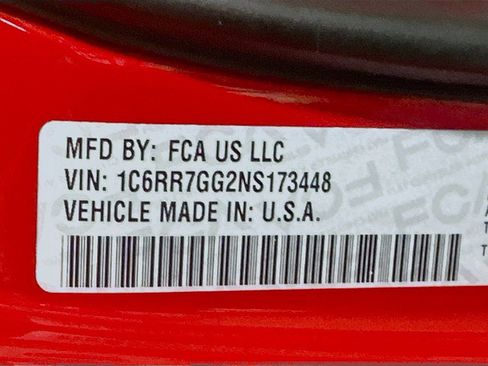 MFD BY: FCA US LLC
VIN: 1C6RR7GG2NS173448
VEHICLE MADE IN: U.S.A.